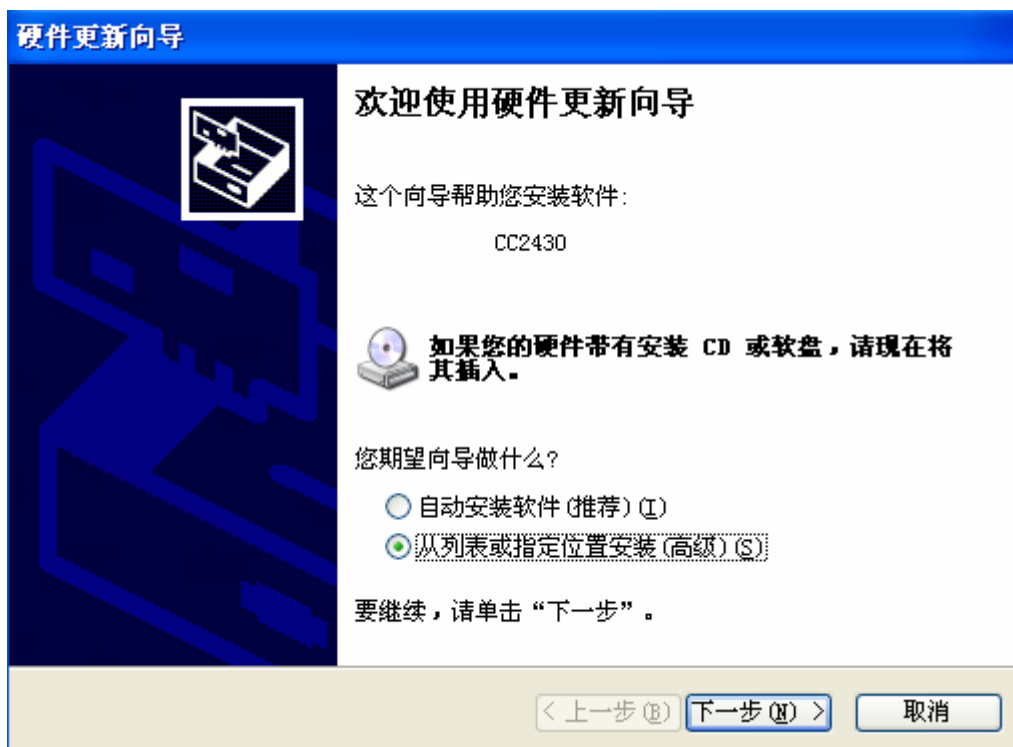 硬件更新向导
欢迎使用硬件更新向导
这个向导帮助您安装软件:
CC2430
如果您的硬件带有安装 CD 或软盘，请现在将
其插入。
您期望向导做什么?
自动安装软件(推荐)(I)
从列表或指定位置安装(高级)(S)
要继续，请单击“下一步”。
< 上一步(B) 下一步(N) > 取消